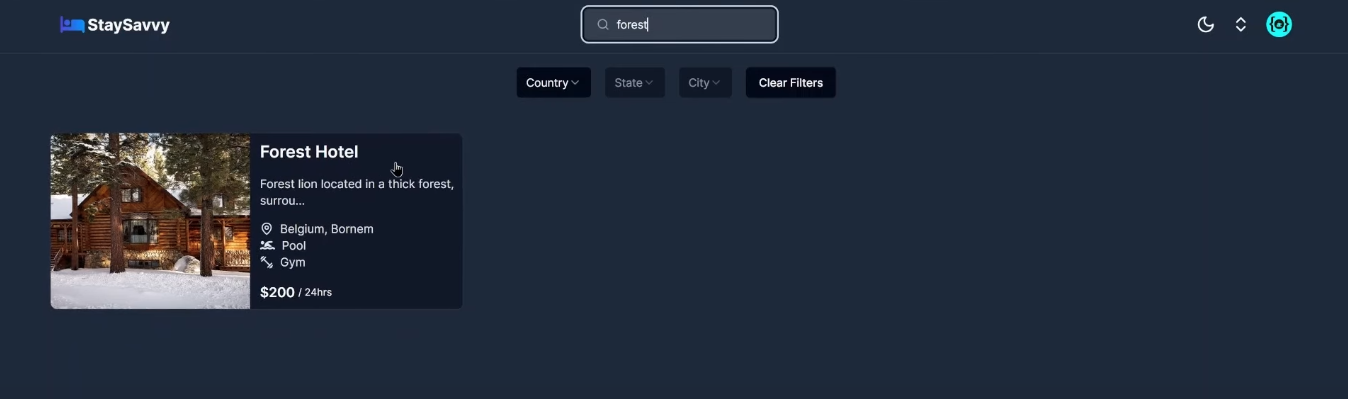 StaySavvy
forest
Country
State
City
Clear Filters
Forest Hotel
Forest lion located in a thick forest,
surrou...
Belgium, Bornem
Pool
Gym
$200 / 24hrs